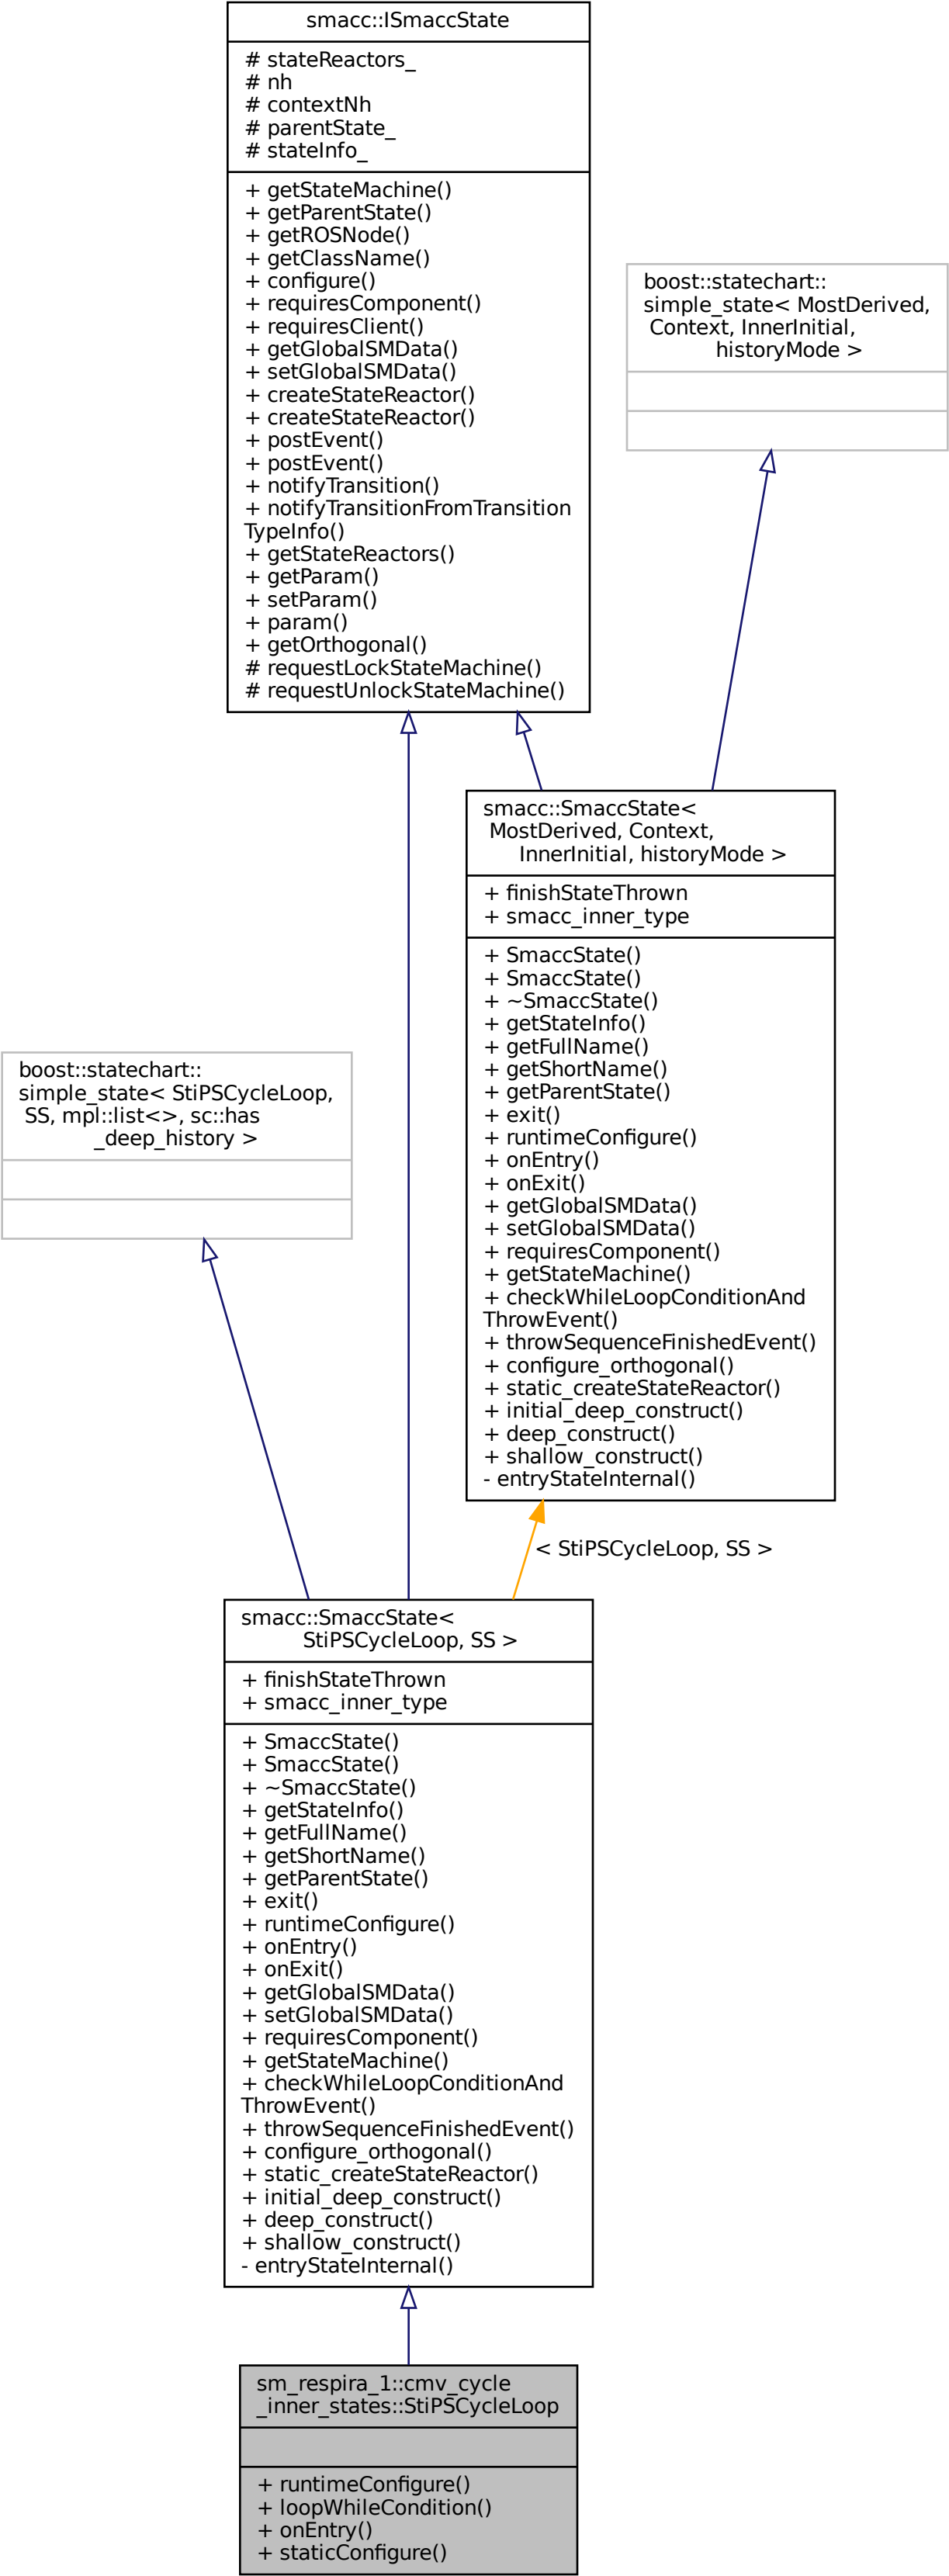 smacc::ISmaccState
# stateReactors_
# nh
# contextNh
# parentState_
# stateInfo_
+ getStateMachine()
+ getParentState()
+ getROSNode()
+ getClassName()
+ configure()
+ requiresComponent()
+ requiresClient()
+ getGlobalSMData()
+ setGlobalSMData()
+ createStateReactor()
+ createStateReactor()
+ postEvent()
+ postEvent()
+ notifyTransition()
+ notifyTransitionFromTransition
TypeInfo()
+ getStateReactors()
+ getParam()
+ setParam()
+ param()
+ getOrthogonal()
# requestLockStateMachine()
# requestUnlockStateMachine()
boost::statechart::
simple_state< MostDerived,
Context, InnerInitial,
historyMode >
smacc::SmaccState<
MostDerived, Context,
InnerInitial, historyMode >
+ finishStateThrown
+ smacc_inner_type
+ SmaccState()
+ SmaccState()
+ ~SmaccState()
+ getStateInfo()
+ getFullName()
+ getShortName()
+ getParentState()
+ exit()
+ runtimeConfigure()
+ onEntry()
+ onExit()
+ getGlobalSMData()
+ setGlobalSMData()
+ requiresComponent()
+ getStateMachine()
+ checkWhileLoopConditionAnd
ThrowEvent()
+ throwSequenceFinishedEvent()
+ configure_orthogonal()
+ static_createStateReactor()
+ initial_deep_construct()
+ deep_construct()
+ shallow_construct()
- entryStateInternal()
boost::statechart::
simple_state< StiPSCycleLoop,
SS, mpl::list<>, sc::has
_deep_history >
< StiPSCycleLoop, SS >
smacc::SmaccState<
StiPSCycleLoop, SS >
+ finishStateThrown
+ smacc_inner_type
+ SmaccState()
+ SmaccState()
+ ~SmaccState()
+ getStateInfo()
+ getFullName()
+ getShortName()
+ getParentState()
+ exit()
+ runtimeConfigure()
+ onEntry()
+ onExit()
+ getGlobalSMData()
+ setGlobalSMData()
+ requiresComponent()
+ getStateMachine()
+ checkWhileLoopConditionAnd
ThrowEvent()
+ throwSequenceFinishedEvent()
+ configure_orthogonal()
+ static_createStateReactor()
+ initial_deep_construct()
+ deep_construct()
+ shallow_construct()
- entryStateInternal()
sm_respira_1::cmv_cycle
_inner_states::StiPSCycleLoop
+ runtimeConfigure()
+ loopWhileCondition()
+ onEntry()
+ staticConfigure()